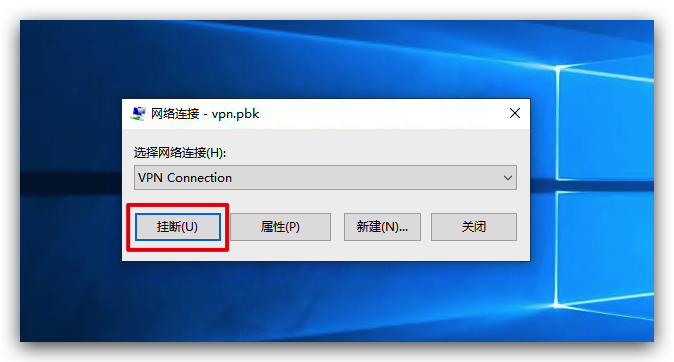 网络连接 - vpn.pbk
选择网络连接(H):
VPN Connection
挂断(U) 属性(P) 新建(N)... 关闭